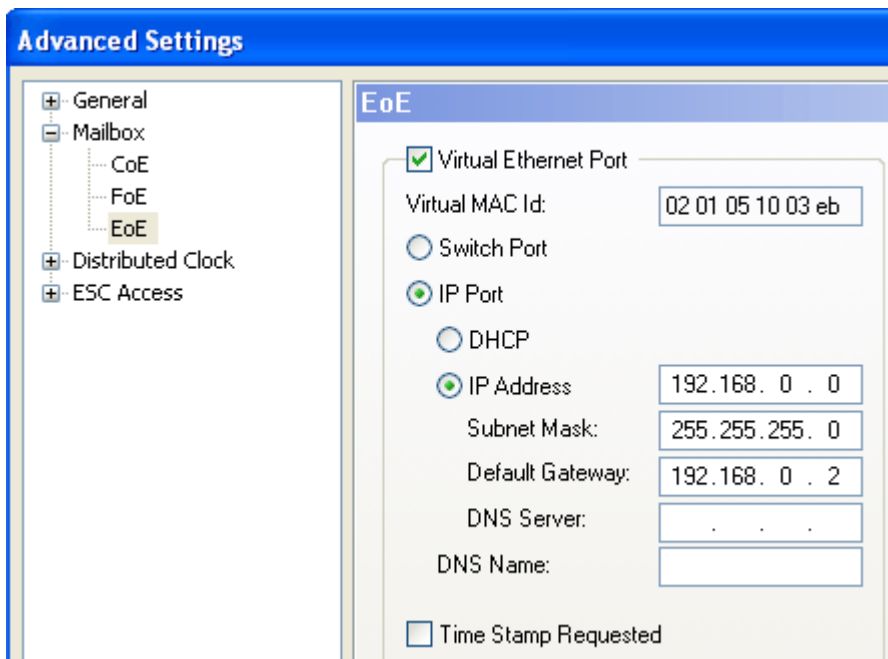 Advanced Settings
General
Mailbox
CoE
FoE
EoE
Distributed Clock
ESC Access
EoE
Virtual Ethernet Port
Virtual MAC Id: 02 01 05 10 03 eb
Switch Port
IP Port
DHCP
IP Address 192.168. 0 . 0
Subnet Mask: 255.255.255. 0
Default Gateway: 192.168. 0 . 2
DNS Server: . . .
DNS Name:
Time Stamp Requested